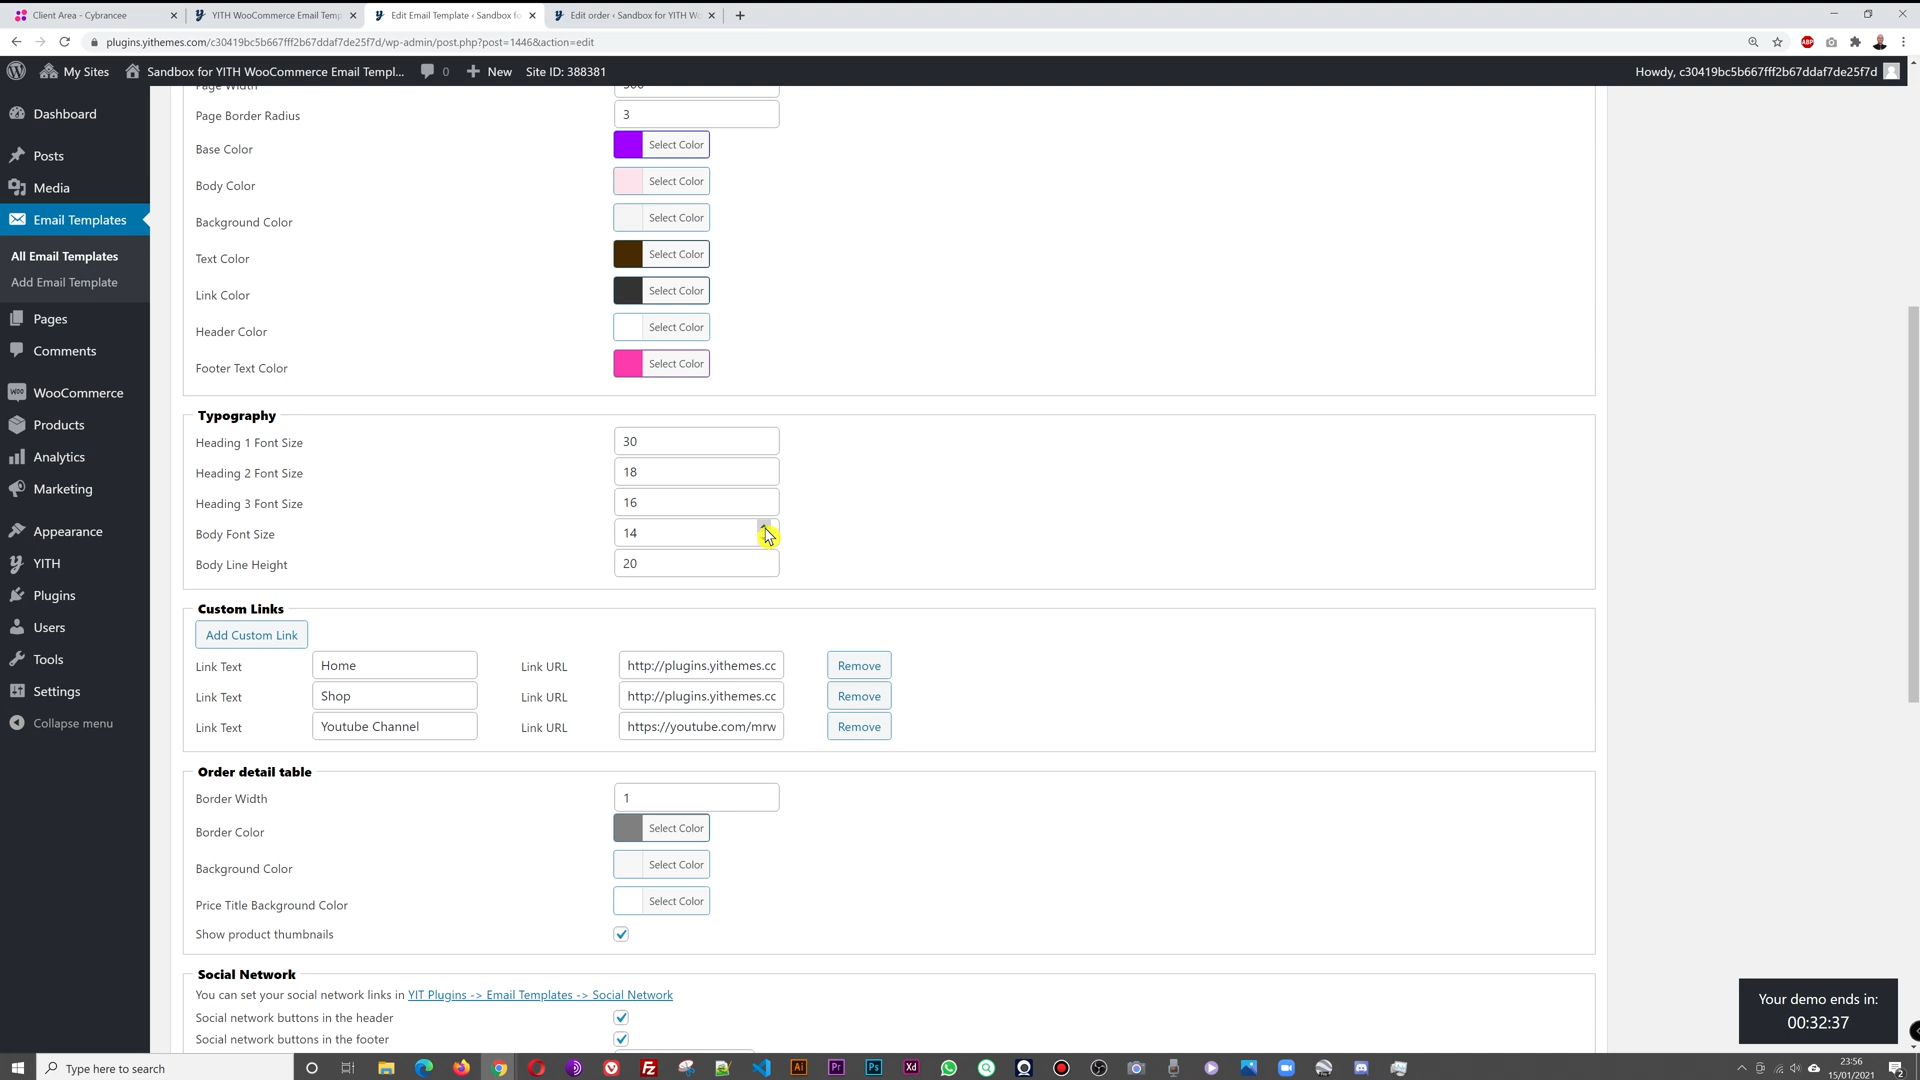 Client Area - Cybrancee
YITH WooCommerce Email Temp
Edit Email Template ‹ Sandbox fo
Edit order ‹ Sandbox for YITH W
plugins.yithemes.com/c30419bc5b667fff2b67ddaf7de25f7d/wp-admin/post.php?post=1446&action=edit
ABP
My Sites
Sandbox for YITH WooCommerce Email Templ...
0
New
Site ID: 388381
Howdy, c30419bc5b667fff2b67ddaf7de25f7d
Dashboard
Posts
Media
Email Templates
All Email Templates
Add Email Template
Pages
Comments
WooCommerce
Products
Analytics
Marketing
Appearance
YITH
Plugins
Users
Tools
Settings
Collapse menu
Page Width
Page Border Radius 3
Base Color Select Color
Body Color Select Color
Background Color Select Color
Text Color Select Color
Link Color Select Color
Header Color Select Color
Footer Text Color Select Color
Typography
Heading 1 Font Size 30
Heading 2 Font Size 18
Heading 3 Font Size 16
Body Font Size 14
Body Line Height 20
Custom Links
Add Custom Link
Link Text Home Link URL http://plugins.yithemes.cc Remove
Link Text Shop Link URL http://plugins.yithemes.cc Remove
Link Text Youtube Channel Link URL https://youtube.com/mrw Remove
Order detail table
Border Width 1
Border Color Select Color
Background Color Select Color
Price Title Background Color Select Color
Show product thumbnails
Social Network
You can set your social network links in YIT Plugins -> Email Templates -> Social Network
Social network buttons in the header
Social network buttons in the footer
Your demo ends in:
00:32:37
Type here to search
23:56
15/01/2021
2